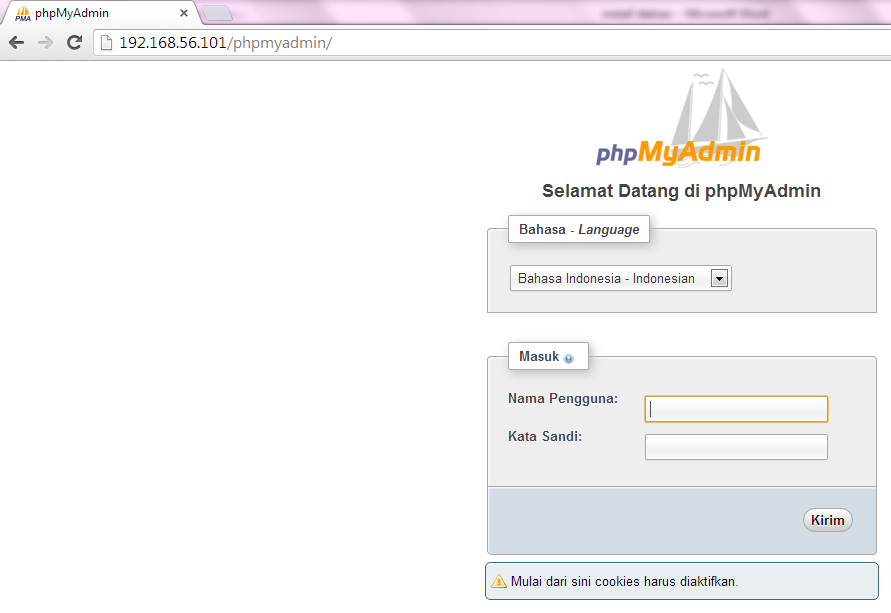 PMA phpMyAdmin
192.168.56.101/phpmyadmin/
phpMyAdmin
Selamat Datang di phpMyAdmin
Bahasa - Language
Bahasa Indonesia - Indonesian
Masuk
Nama Pengguna:
Kata Sandi:
Kirim
Mulai dari sini cookies harus diaktifkan.